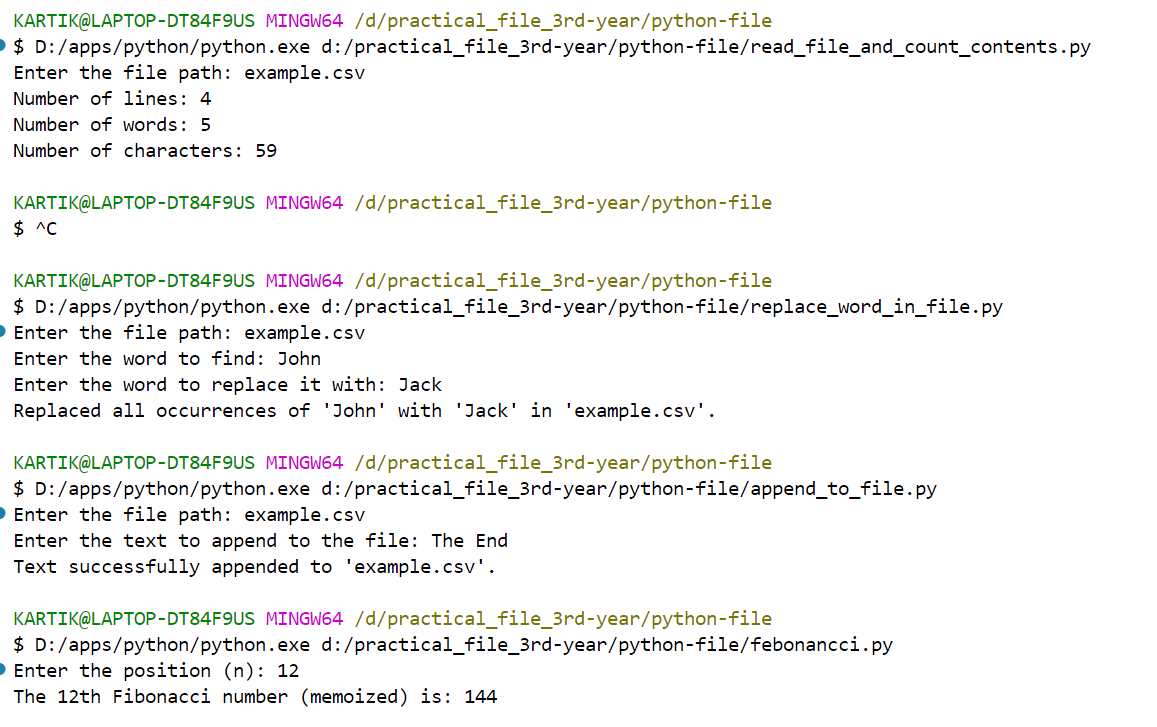 KARTIK@LAPTOP-DT84F9US MINGW64 /d/practical_file_3rd-year/python-file
$ D:/apps/python/python.exe d:/practical_file_3rd-year/python-file/read_file_and_count_contents.py
Enter the file path: example.csv
Number of lines: 4
Number of words: 5
Number of characters: 59
KARTIK@LAPTOP-DT84F9US MINGW64 /d/practical_file_3rd-year/python-file
$ ^C
KARTIK@LAPTOP-DT84F9US MINGW64 /d/practical_file_3rd-year/python-file
$ D:/apps/python/python.exe d:/practical_file_3rd-year/python-file/replace_word_in_file.py
Enter the file path: example.csv
Enter the word to find: John
Enter the word to replace it with: Jack
Replaced all occurrences of 'John' with 'Jack' in 'example.csv'.
KARTIK@LAPTOP-DT84F9US MINGW64 /d/practical_file_3rd-year/python-file
$ D:/apps/python/python.exe d:/practical_file_3rd-year/python-file/append_to_file.py
Enter the file path: example.csv
Enter the text to append to the file: The End
Text successfully appended to 'example.csv'.
KARTIK@LAPTOP-DT84F9US MINGW64 /d/practical_file_3rd-year/python-file
$ D:/apps/python/python.exe d:/practical_file_3rd-year/python-file/febonancci.py
Enter the position (n): 12
The 12th Fibonacci number (memoized) is: 144